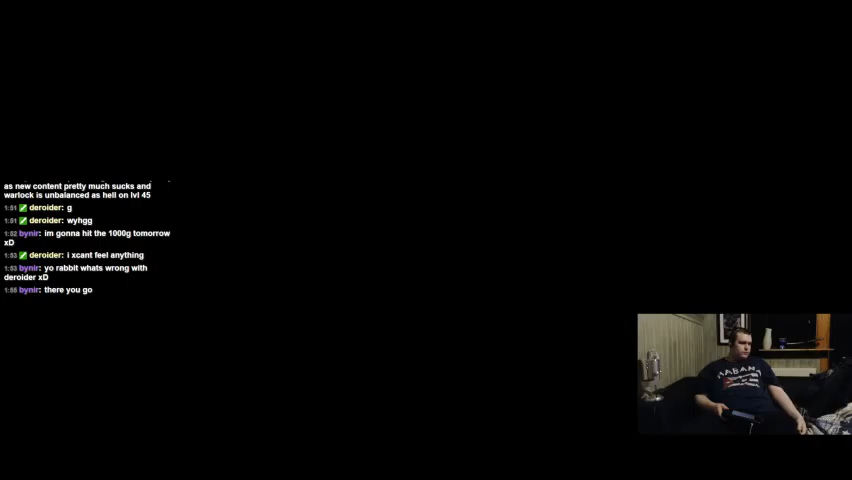 as new content pretty much sucks and
warlock is unbalanced as hell on lvl 45
1:51 deroider: g
1:51 deroider: wyhgg
1:52 bynir: im gonna hit the 1000g tomorrow
xD
1:53 deroider: i xcant feel anything
1:53 bynir: yo rabbit whats wrong with
deroider xD
1:55 bynir: there you go